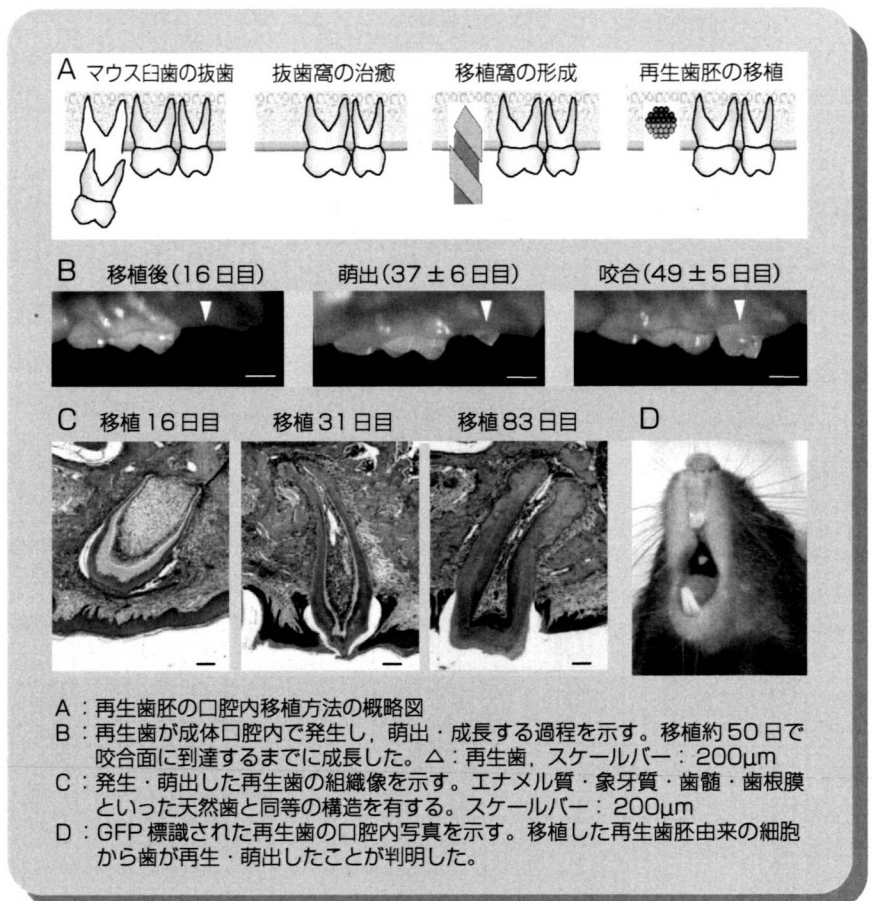 A マウス臼歯の抜歯 抜歯窩の治癒 移植窩の形成 再生歯胚の移植
B 移植後(16日目) 萌出(37±6日目) 咬合(49±5日目)
C 移植16日目 移植31日目 移植83日目 D
A：再生歯胚の口腔内移植方法の概略図
B：再生歯が成体口腔内で発生し，萌出・成長する過程を示す。移植約50日で
咬合面に到達するまでに成長した。△：再生歯，スケールバー：200μm
C：発生・萌出した再生歯の組織像を示す。エナメル質・象牙質・歯髄・歯根膜
といった天然歯と同等の構造を有する。スケールバー：200μm
D：GFP標識された再生歯の口腔内写真を示す。移植した再生歯胚由来の細胞
から歯が再生・萌出したことが判明した。